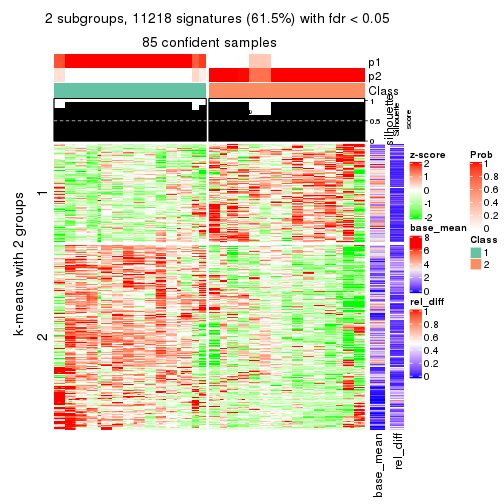 2 subgroups, 11218 signatures (61.5%) with fdr < 0.05
85 confident samples
p1
p2
Class
silhouette
Silhouette
score
1
0.5
0
k-means with 2 groups
1
2
z-score
2
1
0
-1
-2
base_mean
8
6
4
2
0
rel_diff
1
0.8
0.6
0.4
0.2
0
Prob
1
0.8
0.6
0.4
0.2
0
Class
1
2
base_mean
rel_diff